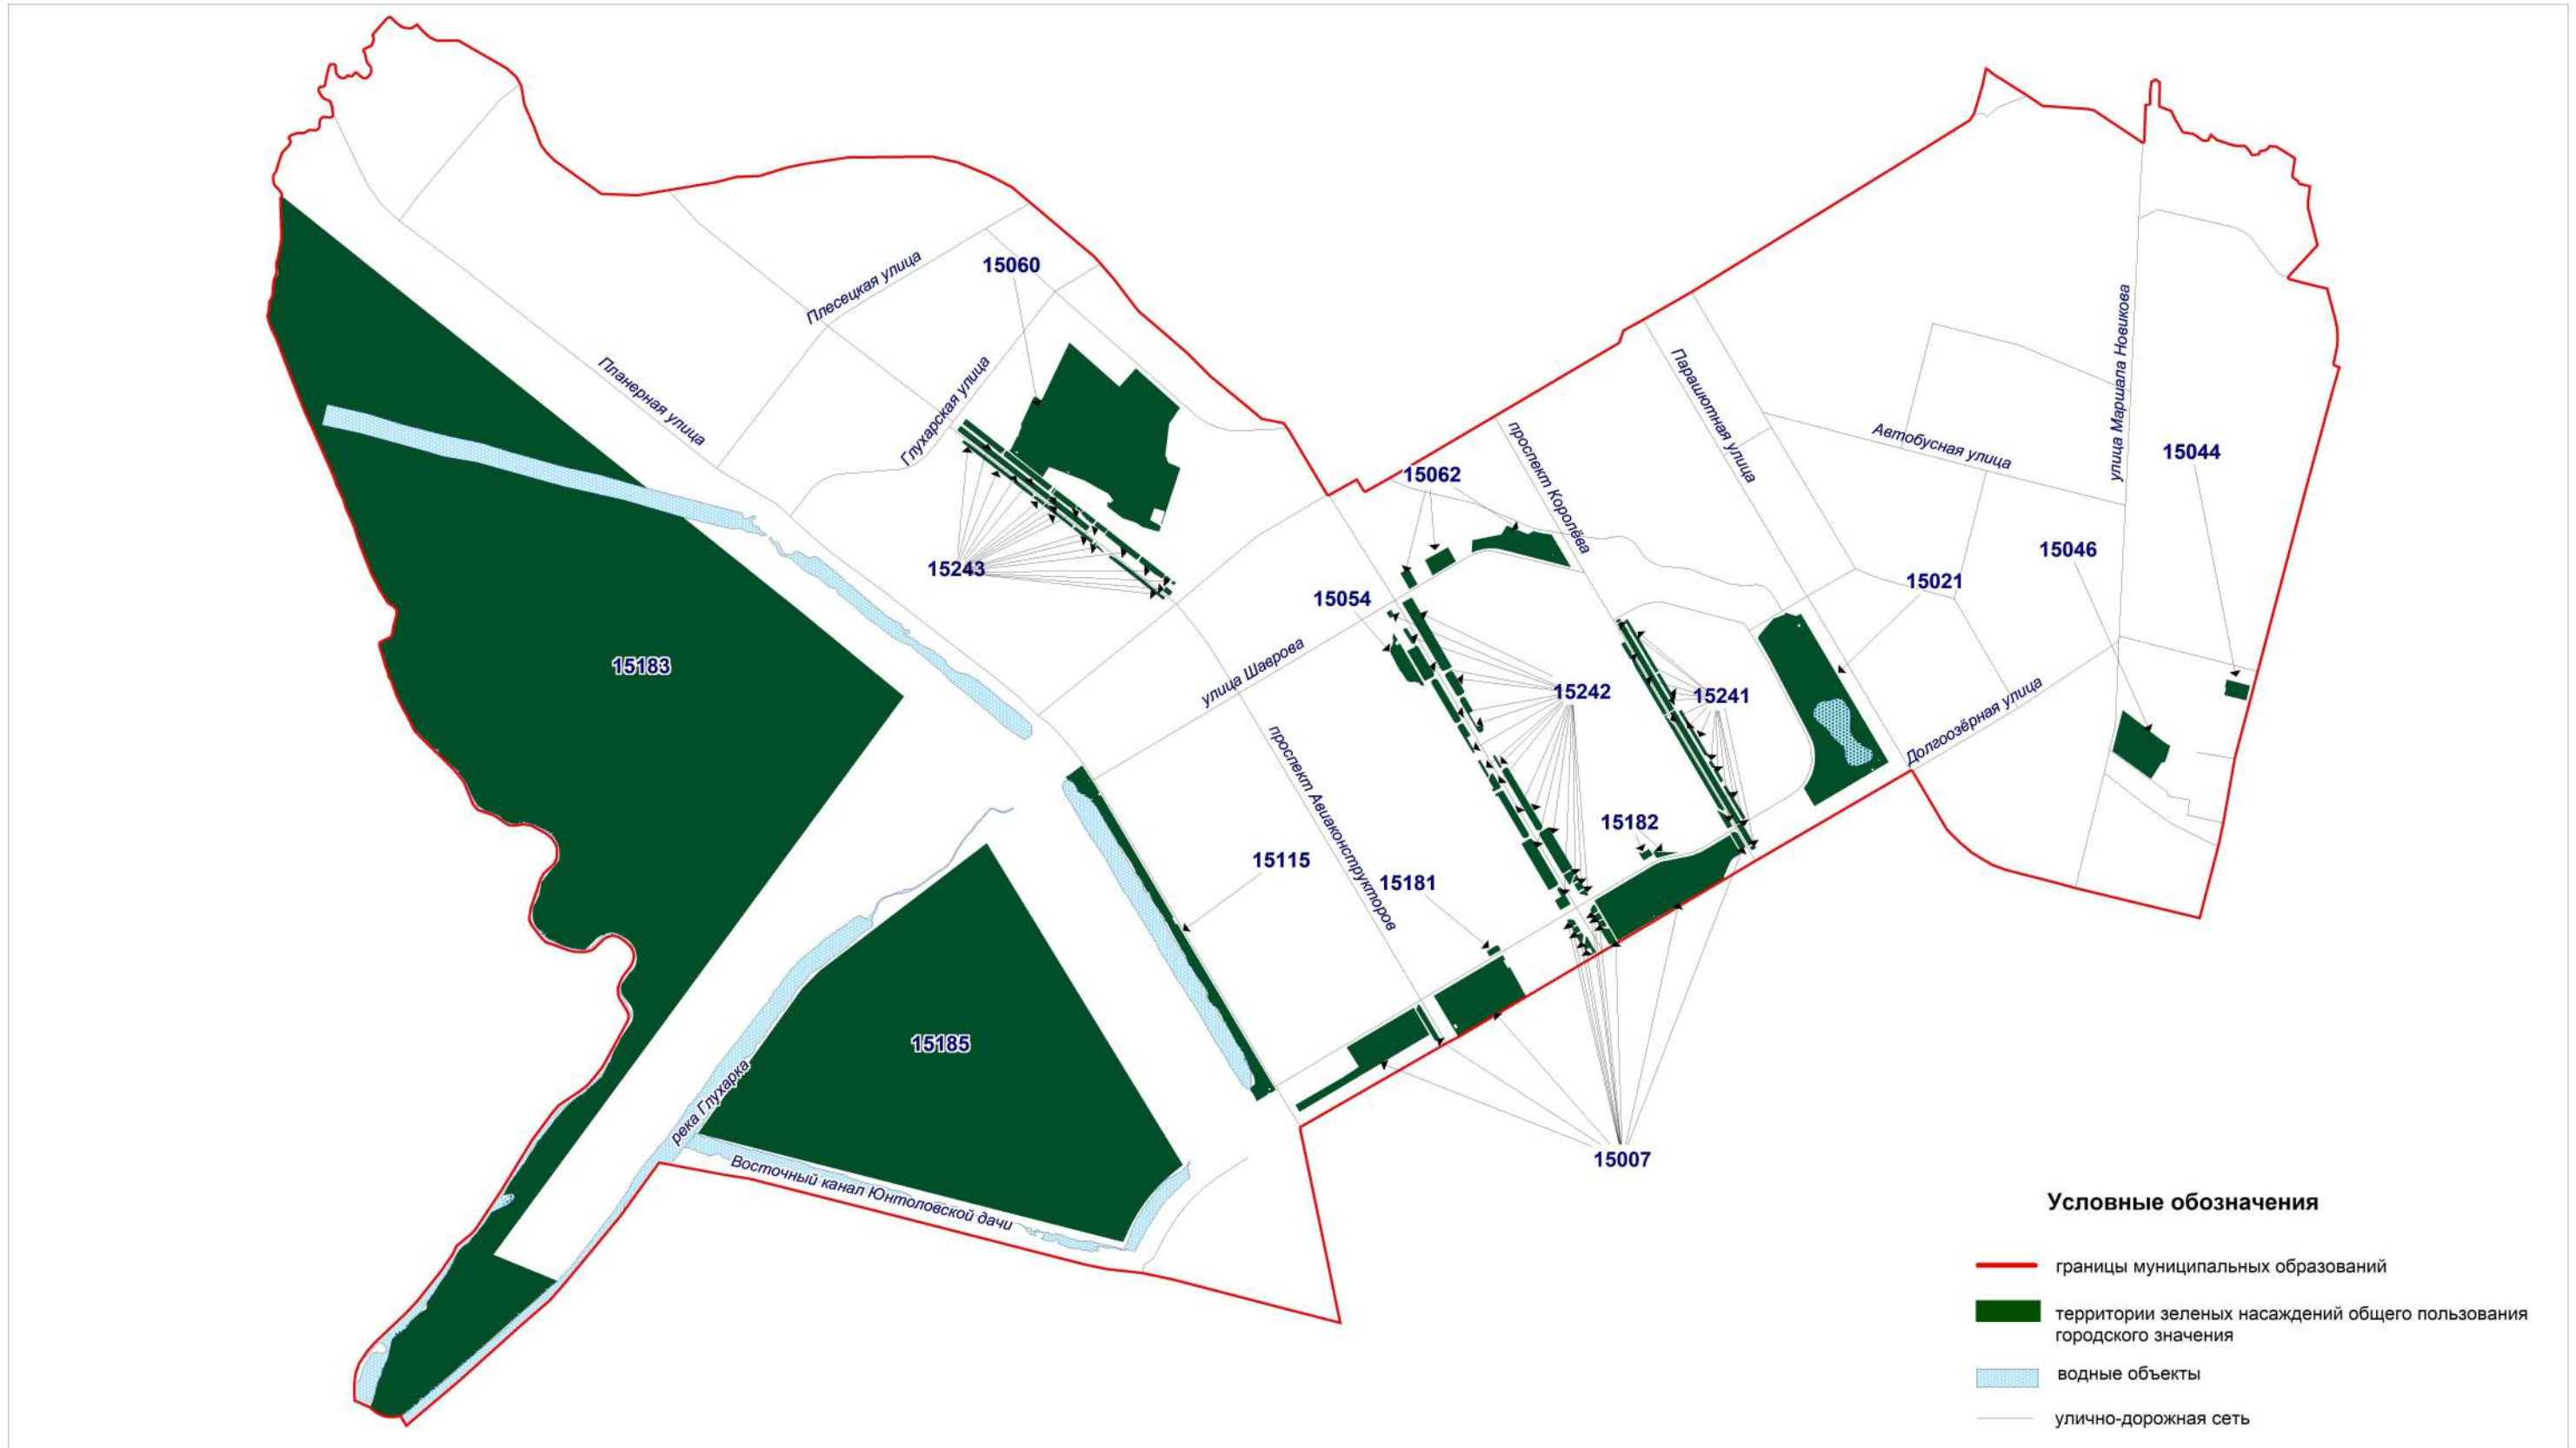 Плесецкая улица
15060
Планерная улица
Глухарская улица
15243
15183
15062
проспект Королёва
Парашютная улица
Автобусная улица
улица Маршала Новикова
15044
15046
15021
15054
улица Шаврова
15242
15241
Долгоозёрная улица
проспект Авиаконструкторов
15182
15115
15181
15185
река Глухарка
Восточный канал Юнтоловской дачи
15007
Условные обозначения
границы муниципальных образований
территории зеленых насаждений общего пользования
городского значения
водные объекты
улично-дорожная сеть